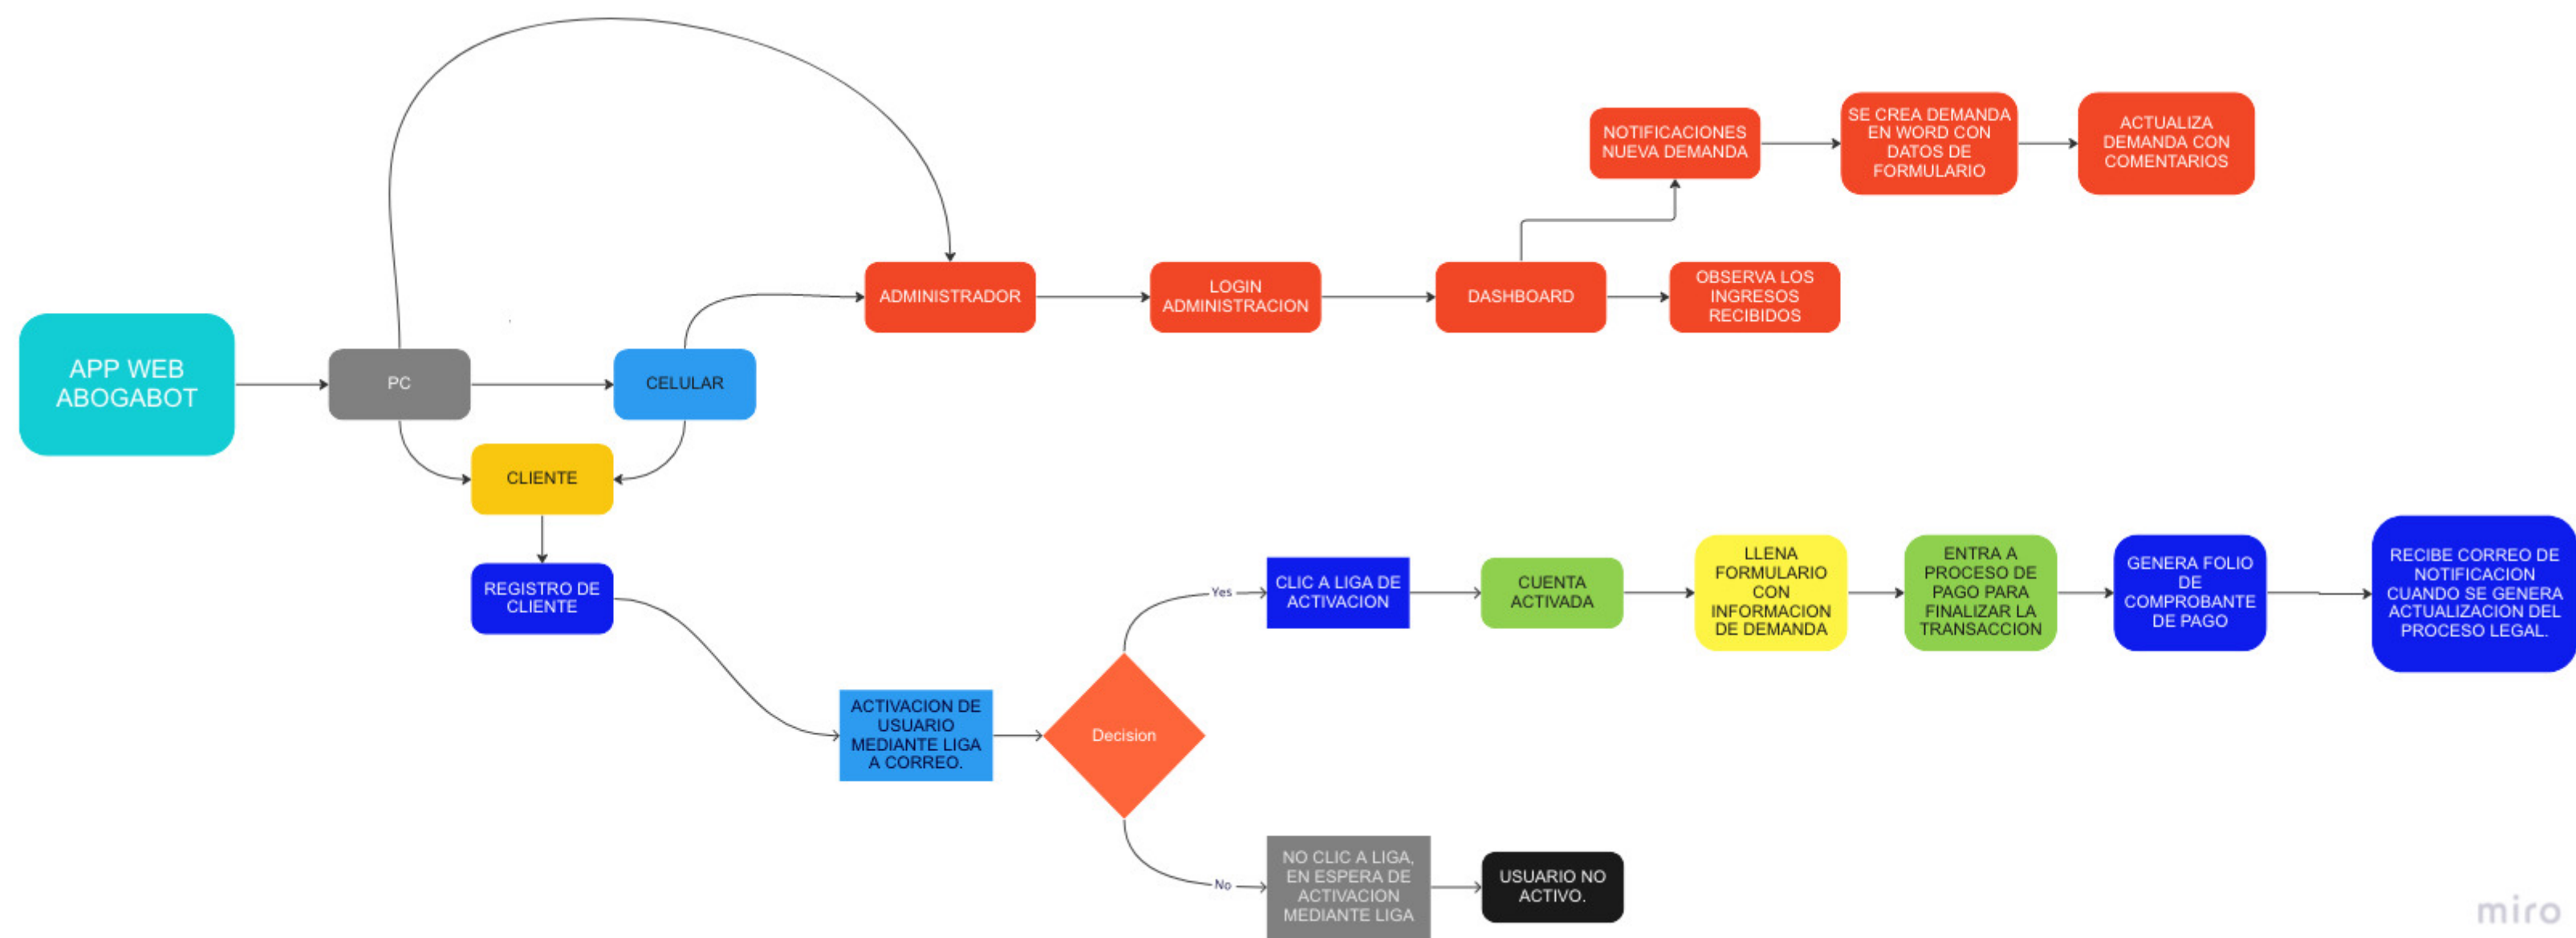 NOTIFICACIONES
NUEVA DEMANDA
SE CREA DEMANDA
EN WORD CON
DATOS DE
FORMULARIO
ACTUALIZA
DEMANDA CON
COMENTARIOS
ADMINISTRADOR
LOGIN
ADMINISTRACION
DASHBOARD
OBSERVA LOS
INGRESOS
RECIBIDOS
APP WEB
ABOGABOT
PC
CELULAR
CLIENTE
REGISTRO DE
CLIENTE
ACTIVACION DE
USUARIO
MEDIANTE LIGA
A CORREO.
Decision
Yes
CLIC A LIGA DE
ACTIVACION
CUENTA
ACTIVADA
LLENA
FORMULARIO
CON
INFORMACION
DE DEMANDA
ENTRA A
PROCESO DE
PAGO PARA
FINALIZAR LA
TRANSACCION
GENERA FOLIO
DE
COMPROBANTE
DE PAGO
RECIBE CORREO DE
NOTIFICACION
CUANDO SE GENERA
ACTUALIZACION DEL
PROCESO LEGAL.
No
NO CLIC A LIGA,
EN ESPERA DE
ACTIVACION
MEDIANTE LIGA
USUARIO NO
ACTIVO.
miro